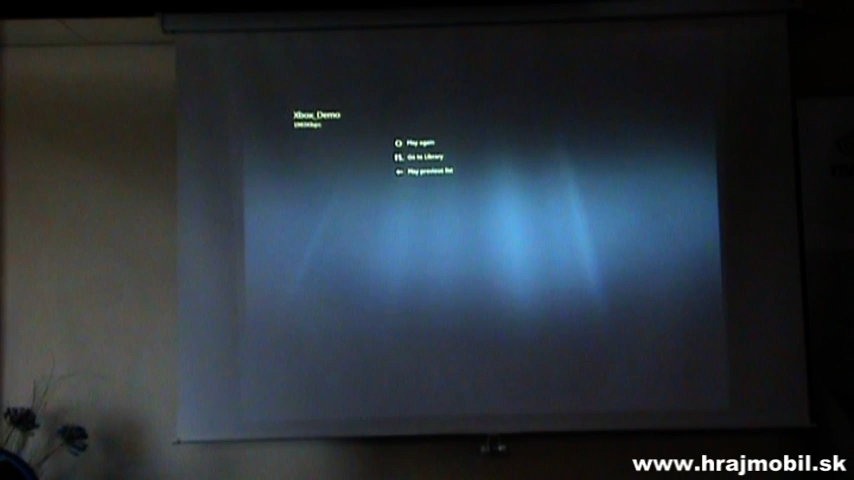 Xbox_Demo
Play again
Go to Library
Play previous list
www.hrajmobil.sk